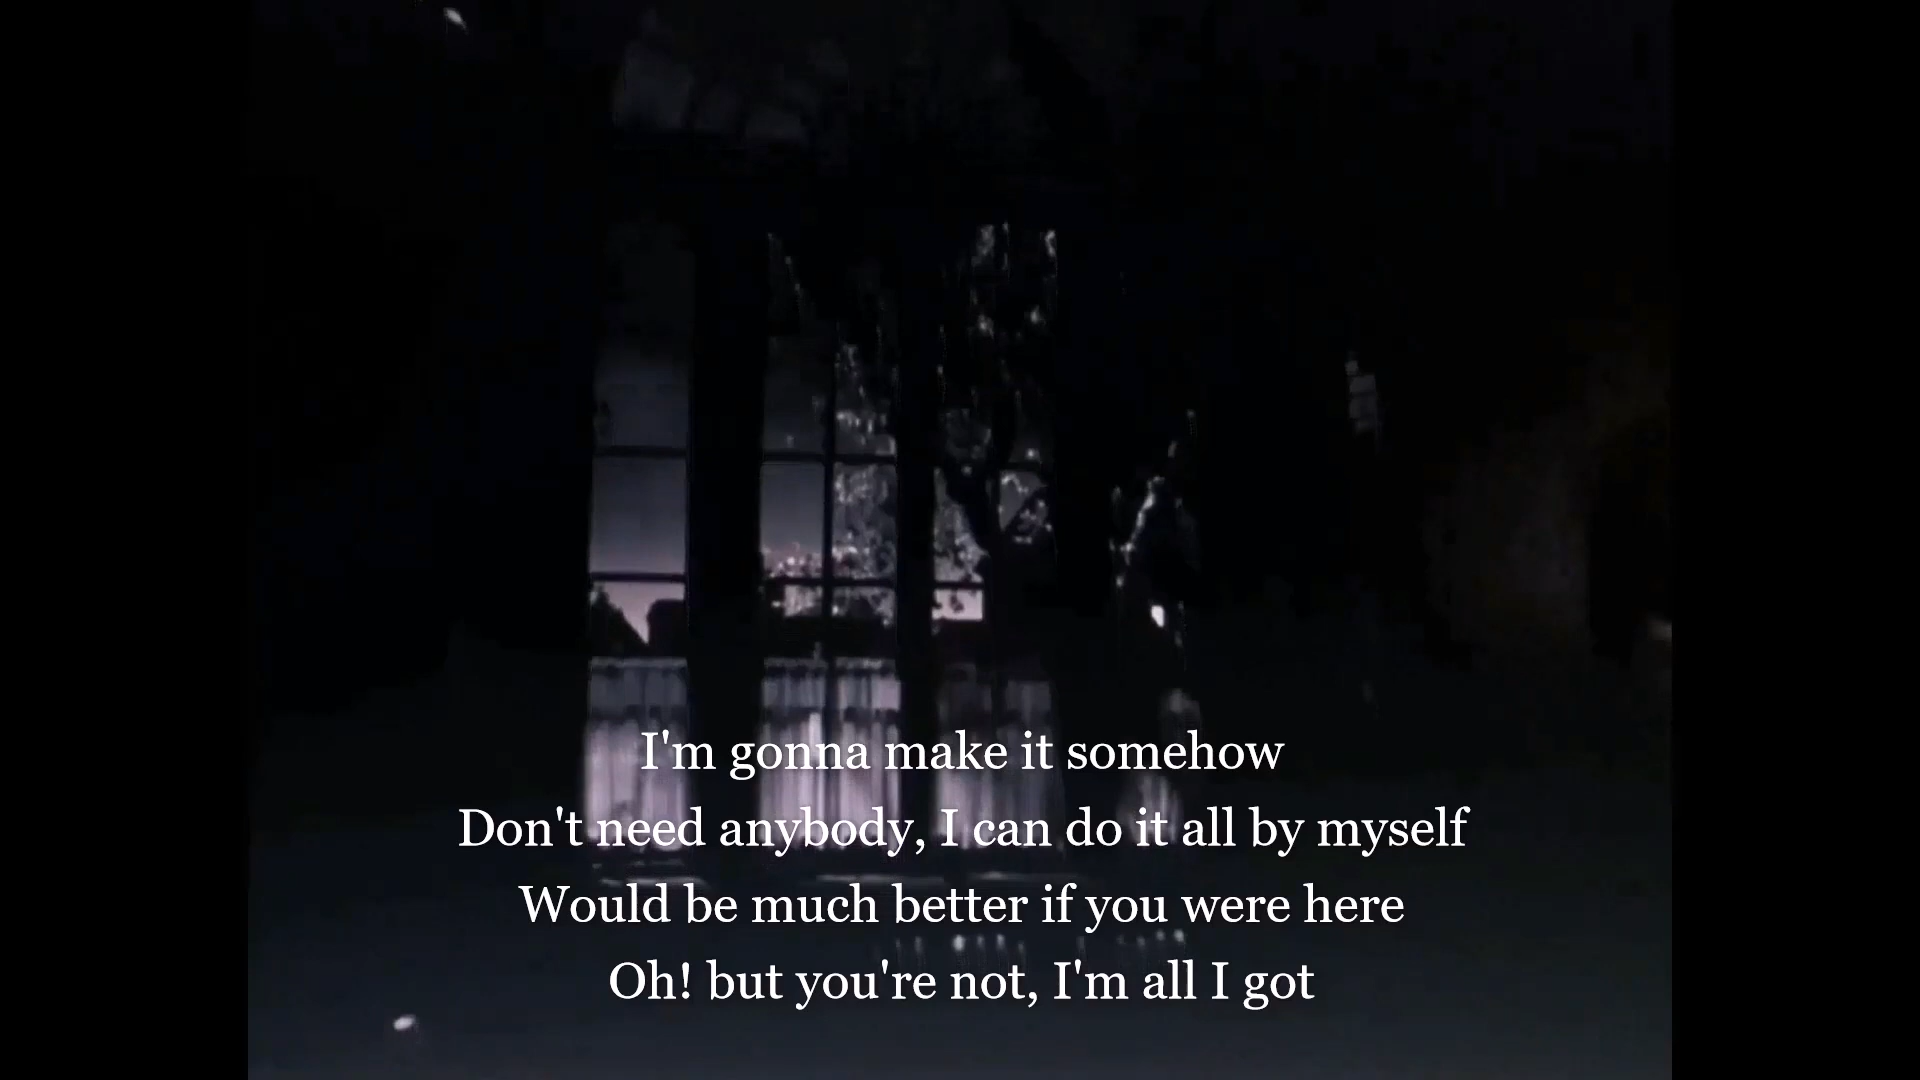 I'm gonna make it somehow
Don't need anybody, I can do it all by myself
Would be much better if you were here
Oh! but you're not, I'm all I got